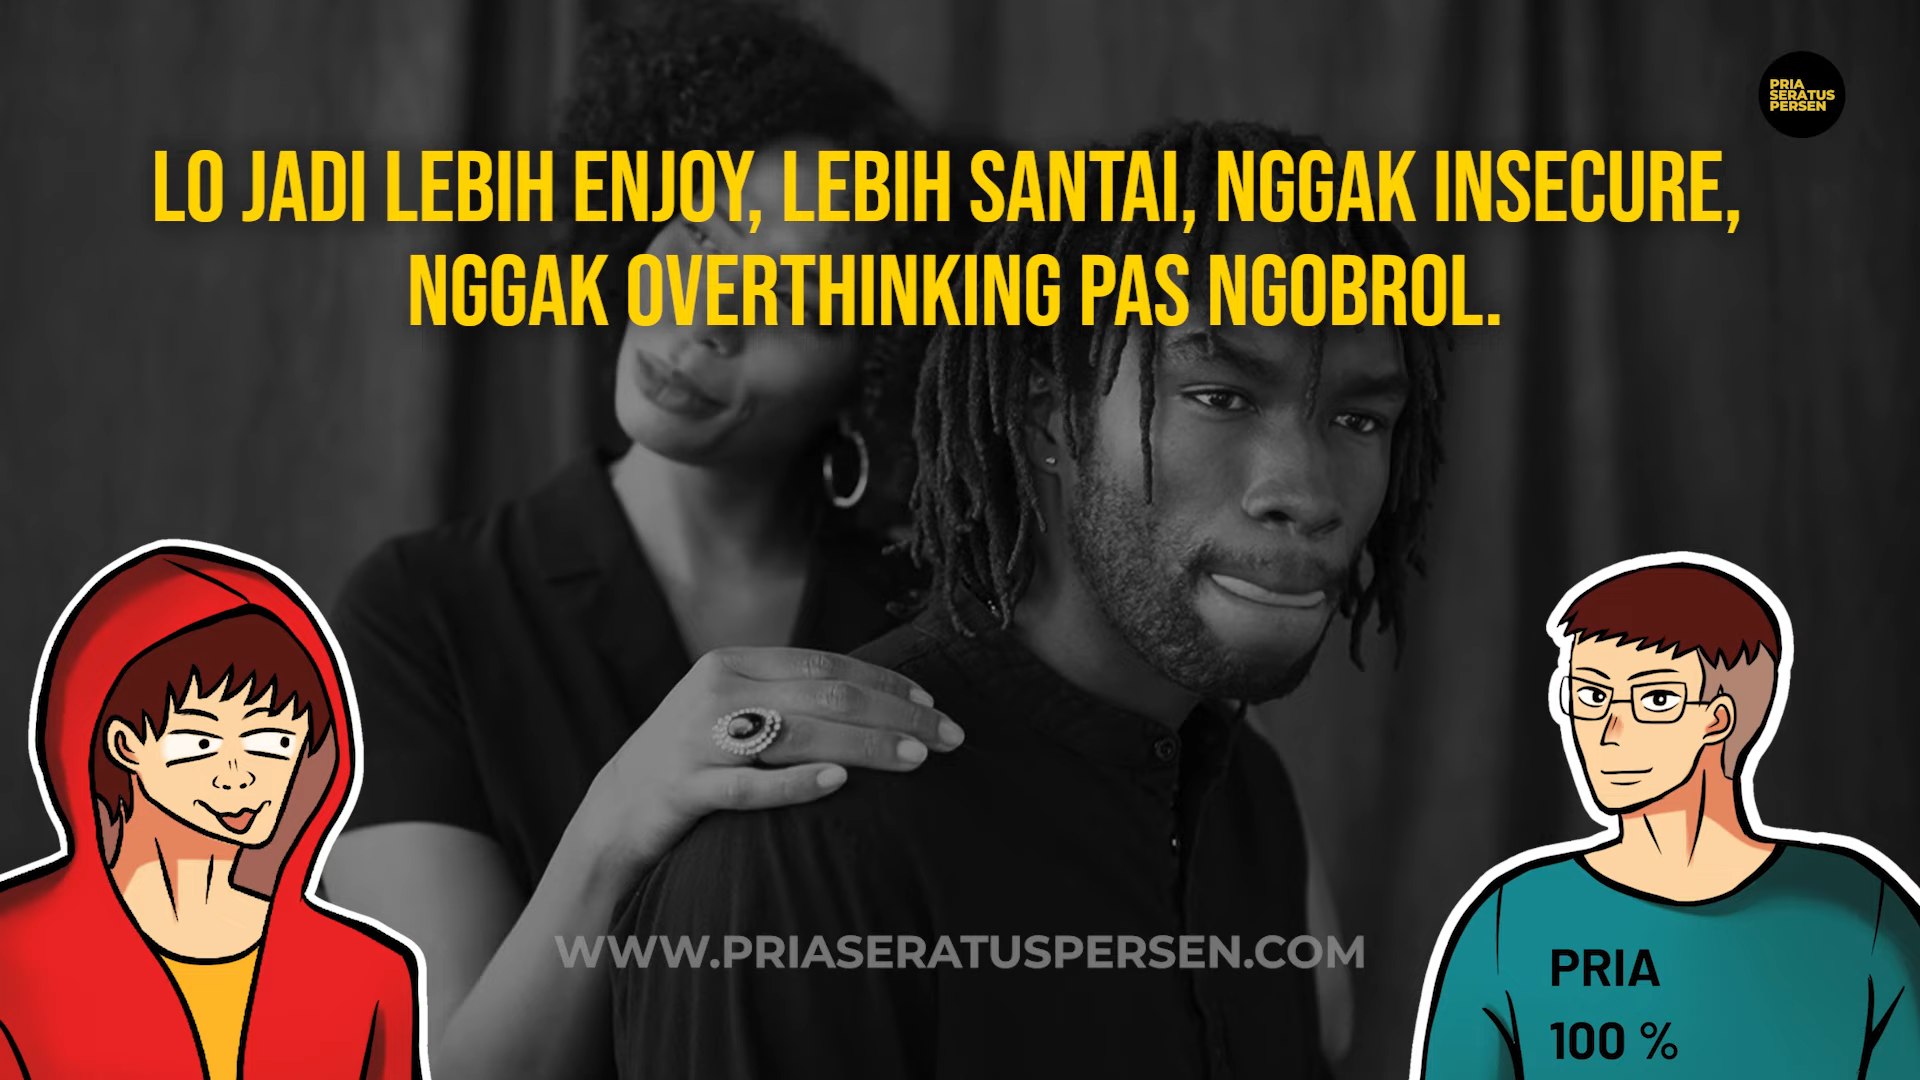 PRIA
SERATUS
PERSEN
LO JADI LEBIH ENJOY, LEBIH SANTAI, NGGAK INSECURE,
NGGAK OVERTHINKING PAS NGOBROL.
WWW.PRIASERATUSPERSEN.COM
PRIA
100 %